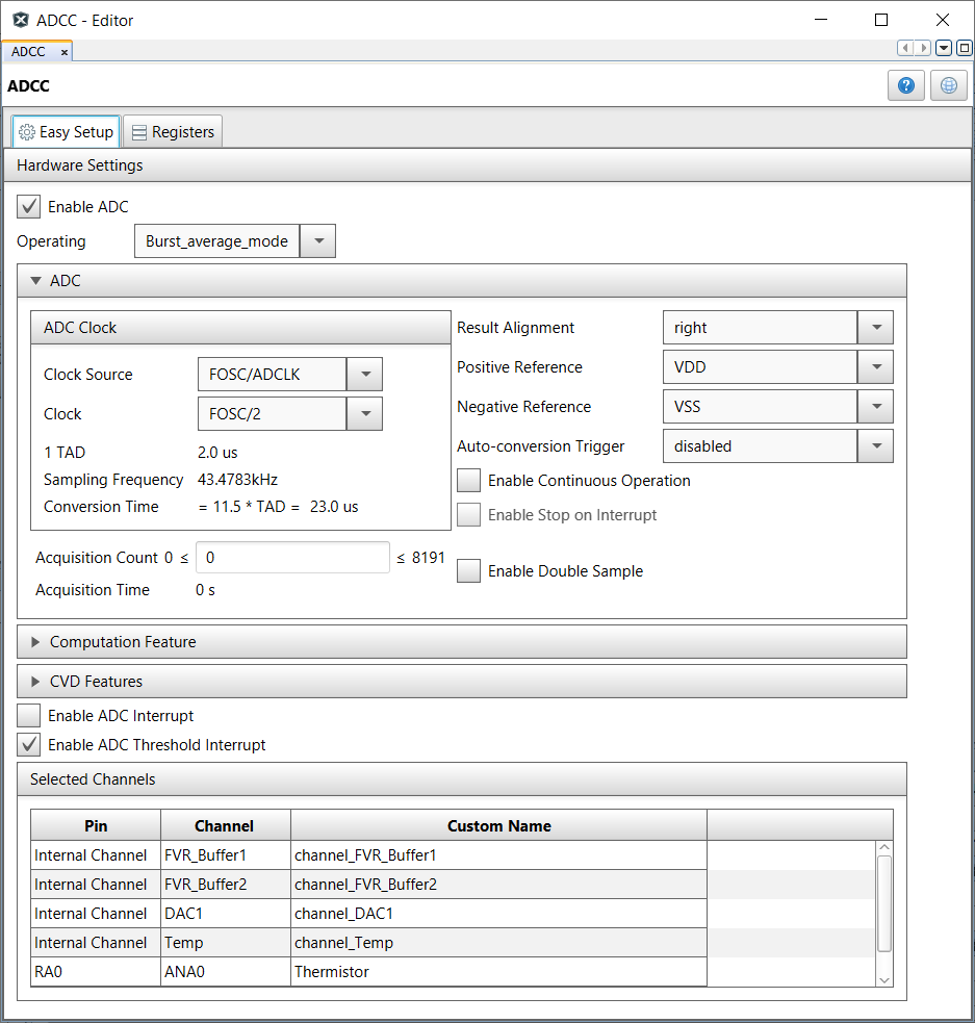 ADCC - Editor
ADCC
ADCC
Easy Setup Registers
Hardware Settings
Enable ADC
Operating Burst_average_mode
ADC
ADC Clock
Clock Source FOSC/ADCLK
Clock FOSC/2
1 TAD 2.0 us
Sampling Frequency 43.4783kHz
Conversion Time = 11.5 * TAD = 23.0 us
Result Alignment right
Positive Reference VDD
Negative Reference VSS
Auto-conversion Trigger disabled
Enable Continuous Operation
Enable Stop on Interrupt
Acquisition Count 0 ≤ 0 ≤ 8191
Enable Double Sample
Acquisition Time 0 s
Computation Feature
CVD Features
Enable ADC Interrupt
Enable ADC Threshold Interrupt
Selected Channels
Pin Channel Custom Name
Internal Channel FVR_Buffer1 channel_FVR_Buffer1
Internal Channel FVR_Buffer2 channel_FVR_Buffer2
Internal Channel DAC1 channel_DAC1
Internal Channel Temp channel_Temp
RA0 ANA0 Thermistor